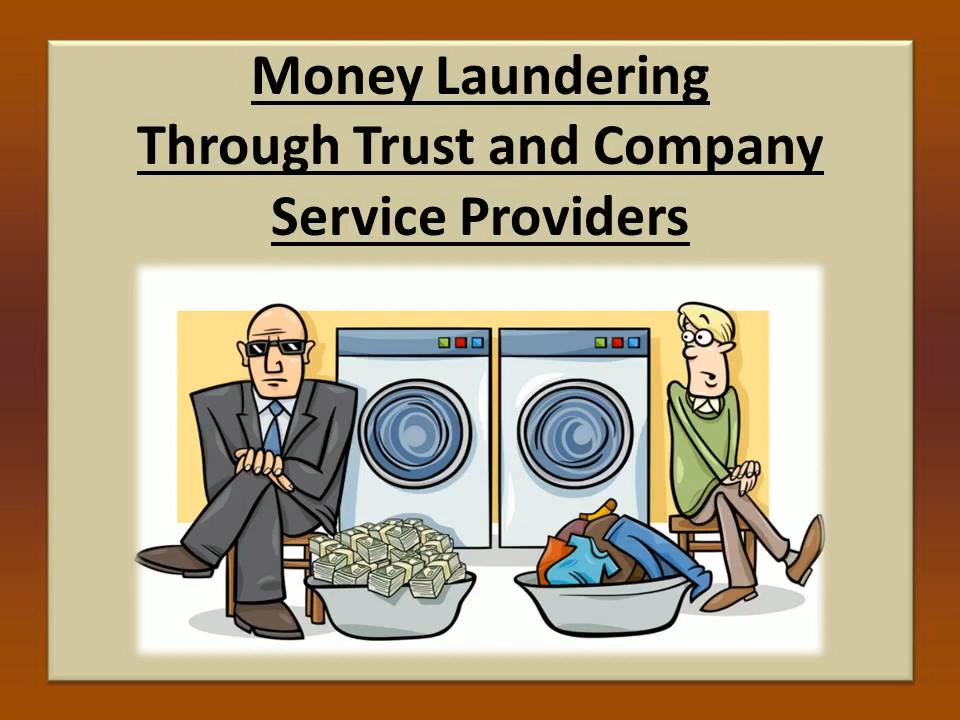 Money Laundering
Through Trust and Company
Service Providers